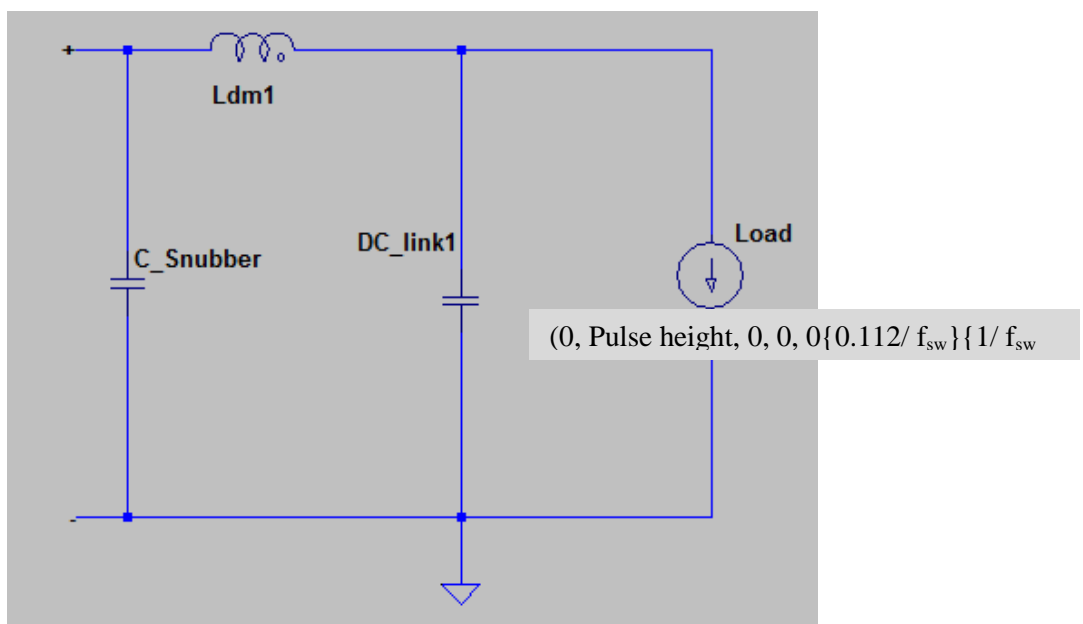 +
Ldm1
C_Snubber
DC_link1
Load
(0, Pulse height, 0, 0, 0{0.112/ fsw}{1/ fsw
-